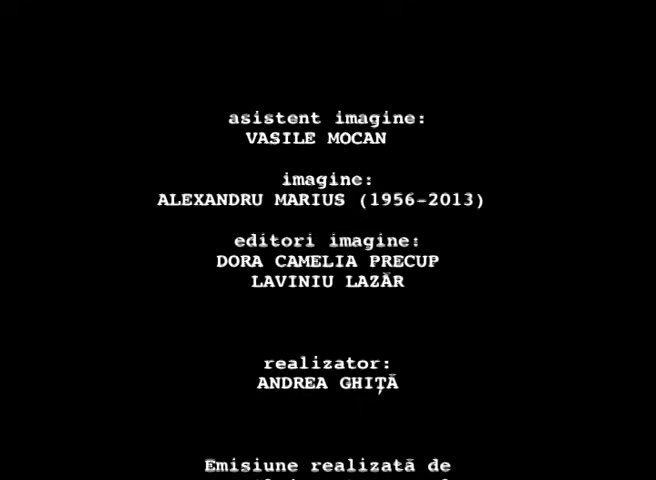 asistent imagine:
VASILE MOCAN
imagine:
ALEXANDRU MARIUS (1956-2013)
editori imagine:
DORA CAMELIA PRECUP
LAVINIU LAZĂR
realizator:
ANDREA GHIȚĂ
Emisiune realizată de